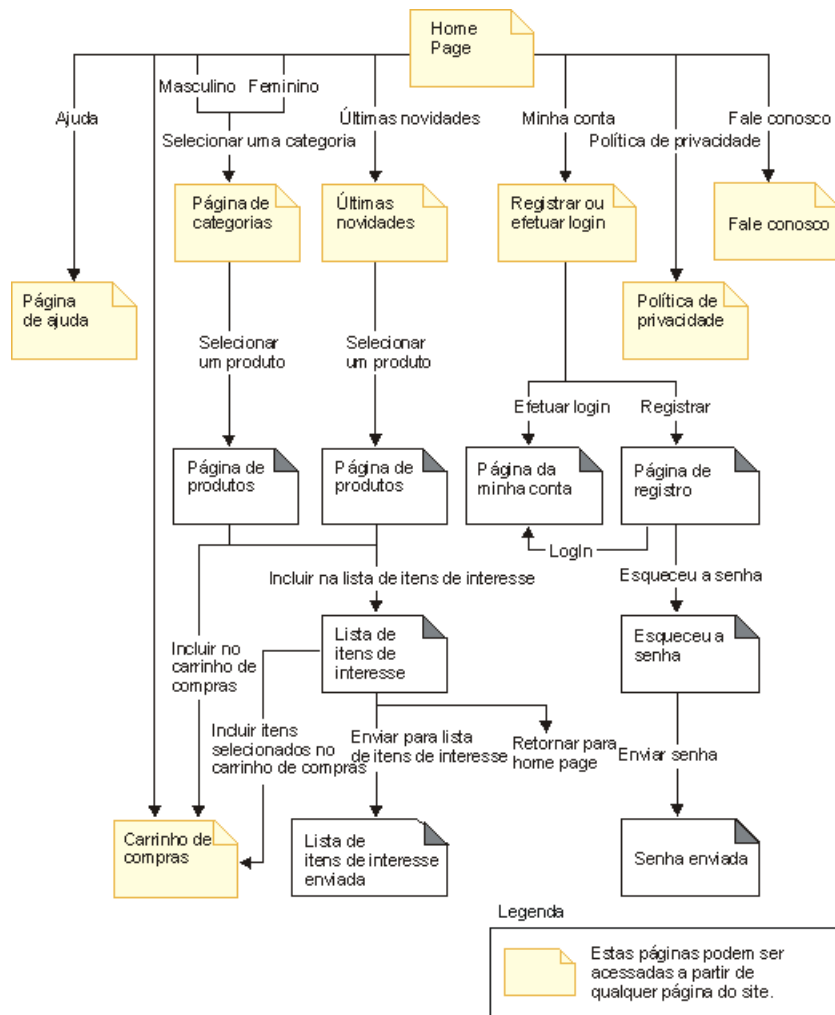 Home
Page
Masculino
Feminino
Ajuda
Últimas novidades
Minha conta
Fale conosco
Selecionar uma categoria
Política de privacidade
Página de
categorias
Últimas
novidades
Registrar ou
efetuar login
Fale conosco
Página
de ajuda
Política de
privacidade
Selecionar
um produto
Selecionar
um produto
Efetuar login
Registrar
Página de
produtos
Página de
produtos
Página da
minha conta
Página de
registro
LogIn
Incluir na lista de itens de interesse
Esqueceu a senha
Incluir no
carrinho de
compras
Lista de
itens de
interesse
Esqueceu a
senha
Incluir itens
selecionados no
carrinho de compras
Enviar para lista
de itens de interesse
Retornar para
home page
Enviar senha
Carrinho de
compras
Lista de
itens de interesse
enviada
Senha enviada
Legenda
Estas páginas podem ser
acessadas a partir de
qualquer página do site.